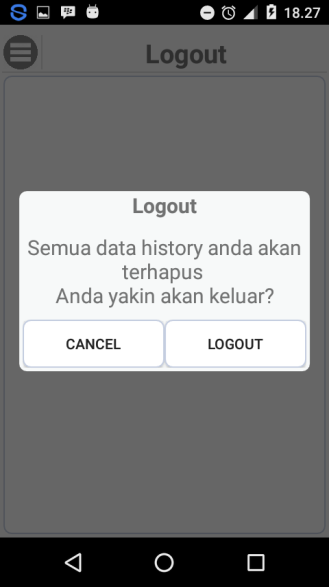 18.27
Logout
Logout
Semua data history anda akan
terhapus
Anda yakin akan keluar?
CANCEL
LOGOUT